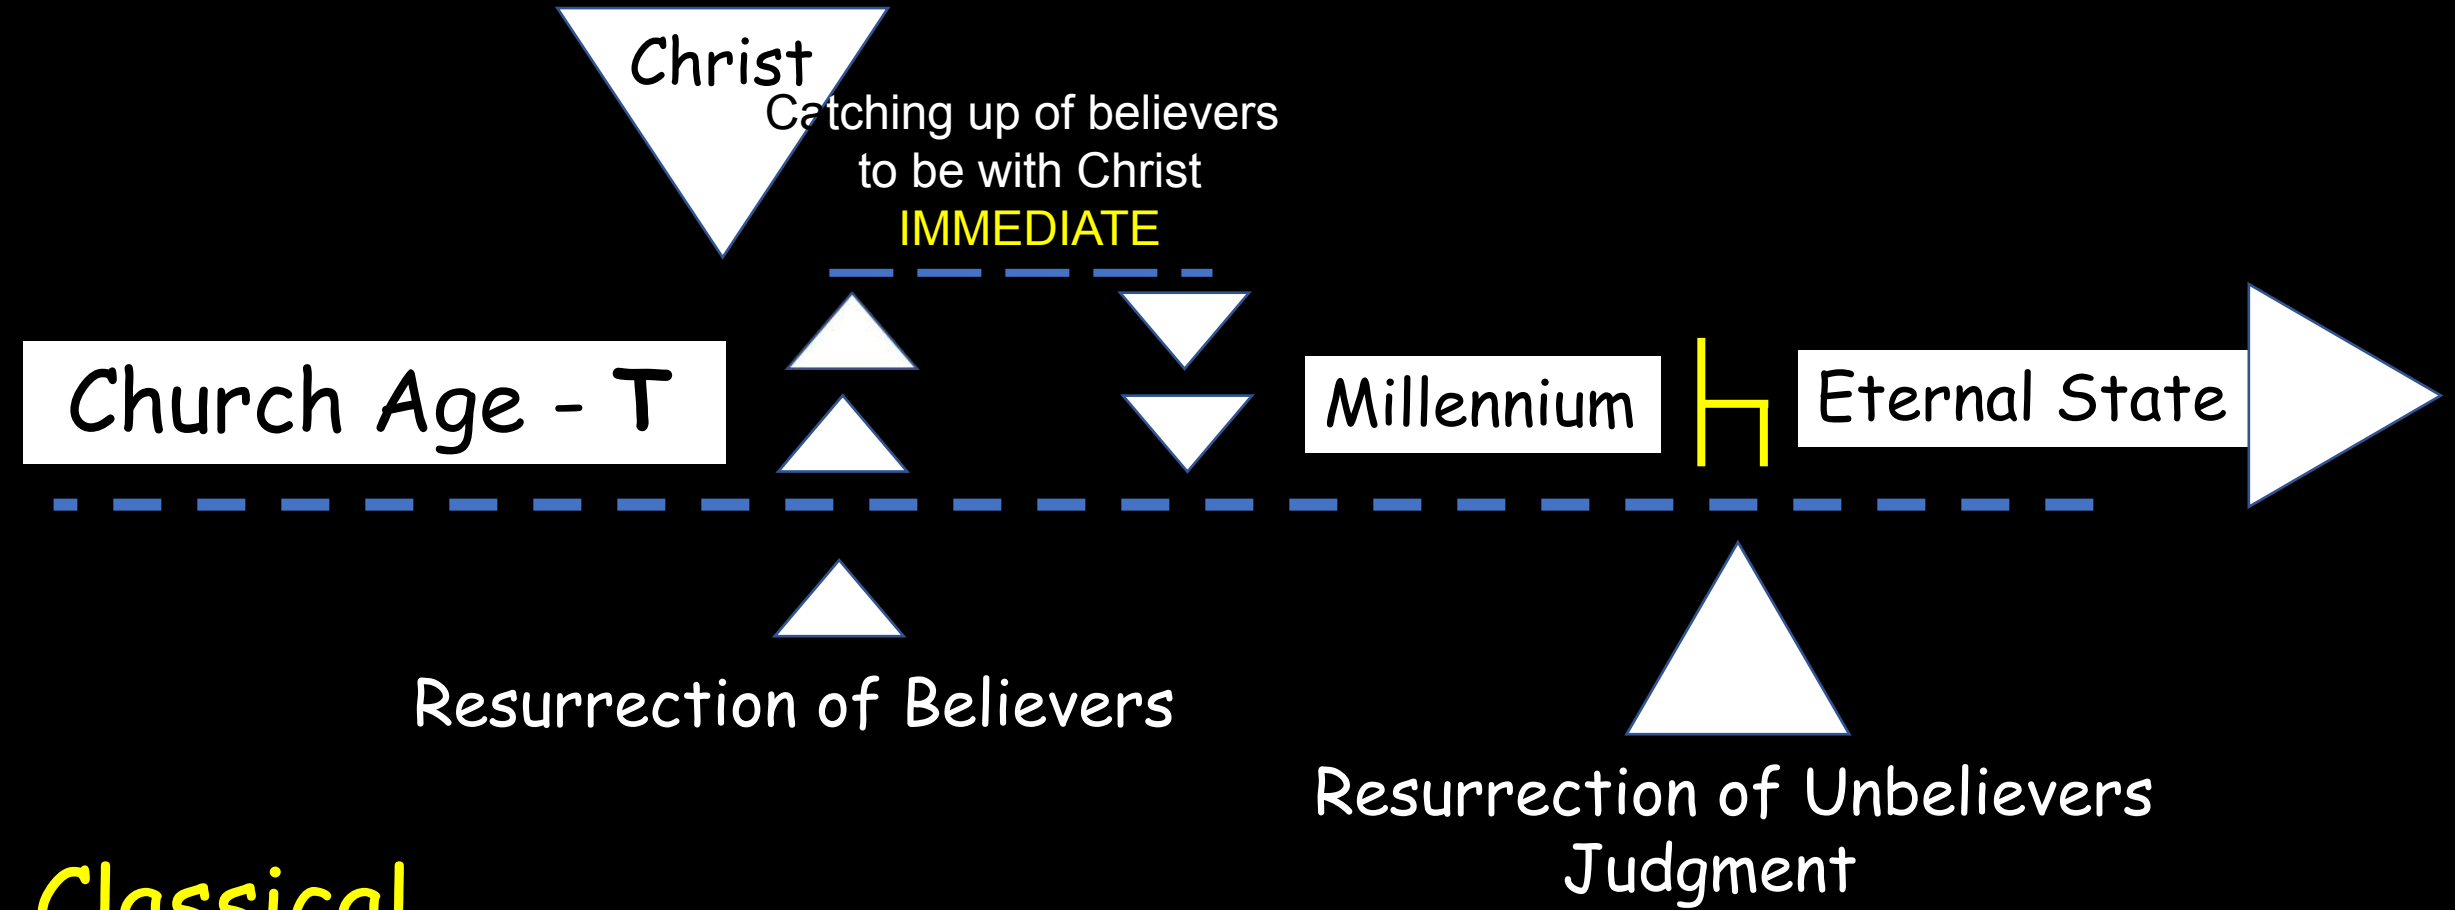 Christ
Catching up of believers
to be with Christ
IMMEDIATE
Church Age - T
Millennium
Eternal State
Resurrection of Believers
Resurrection of Unbelievers
Judgment
Classical